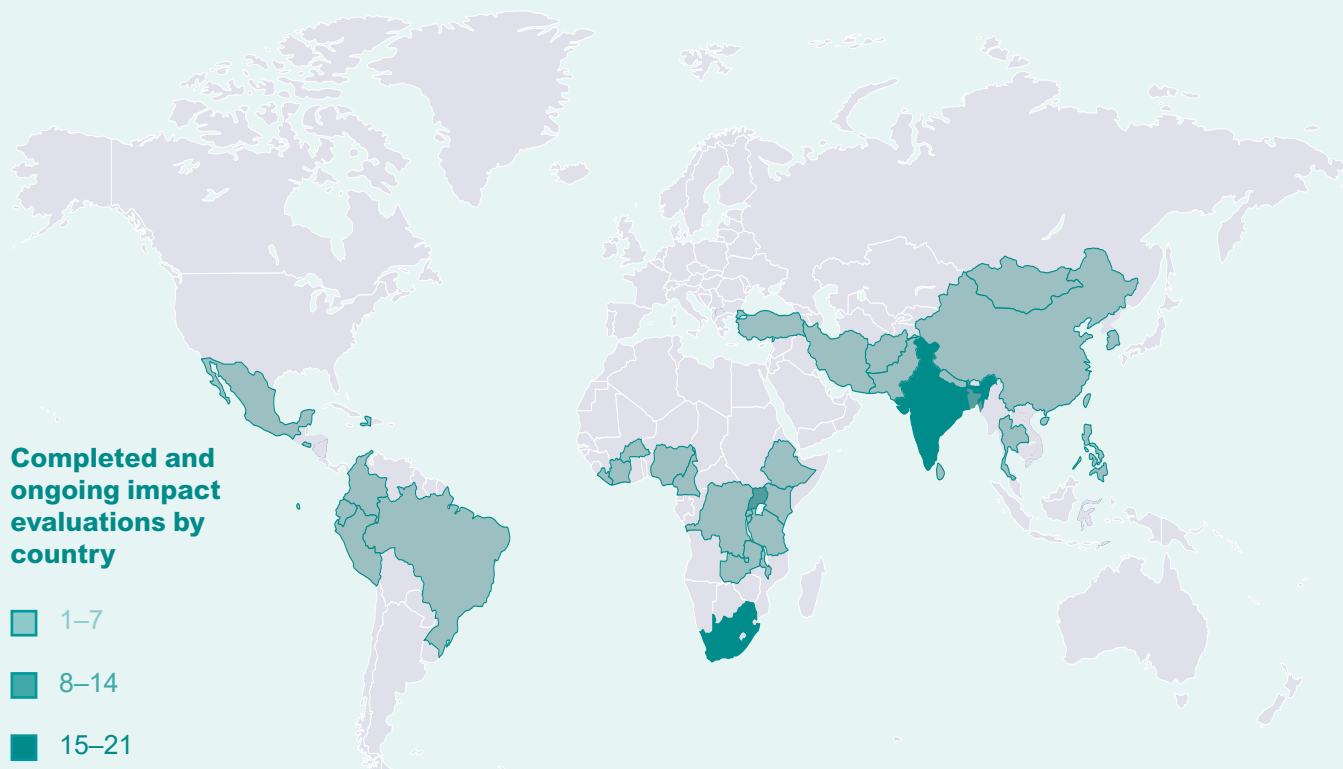 Completed and
ongoing impact
evaluations by
country
1–7
8–14
15–21